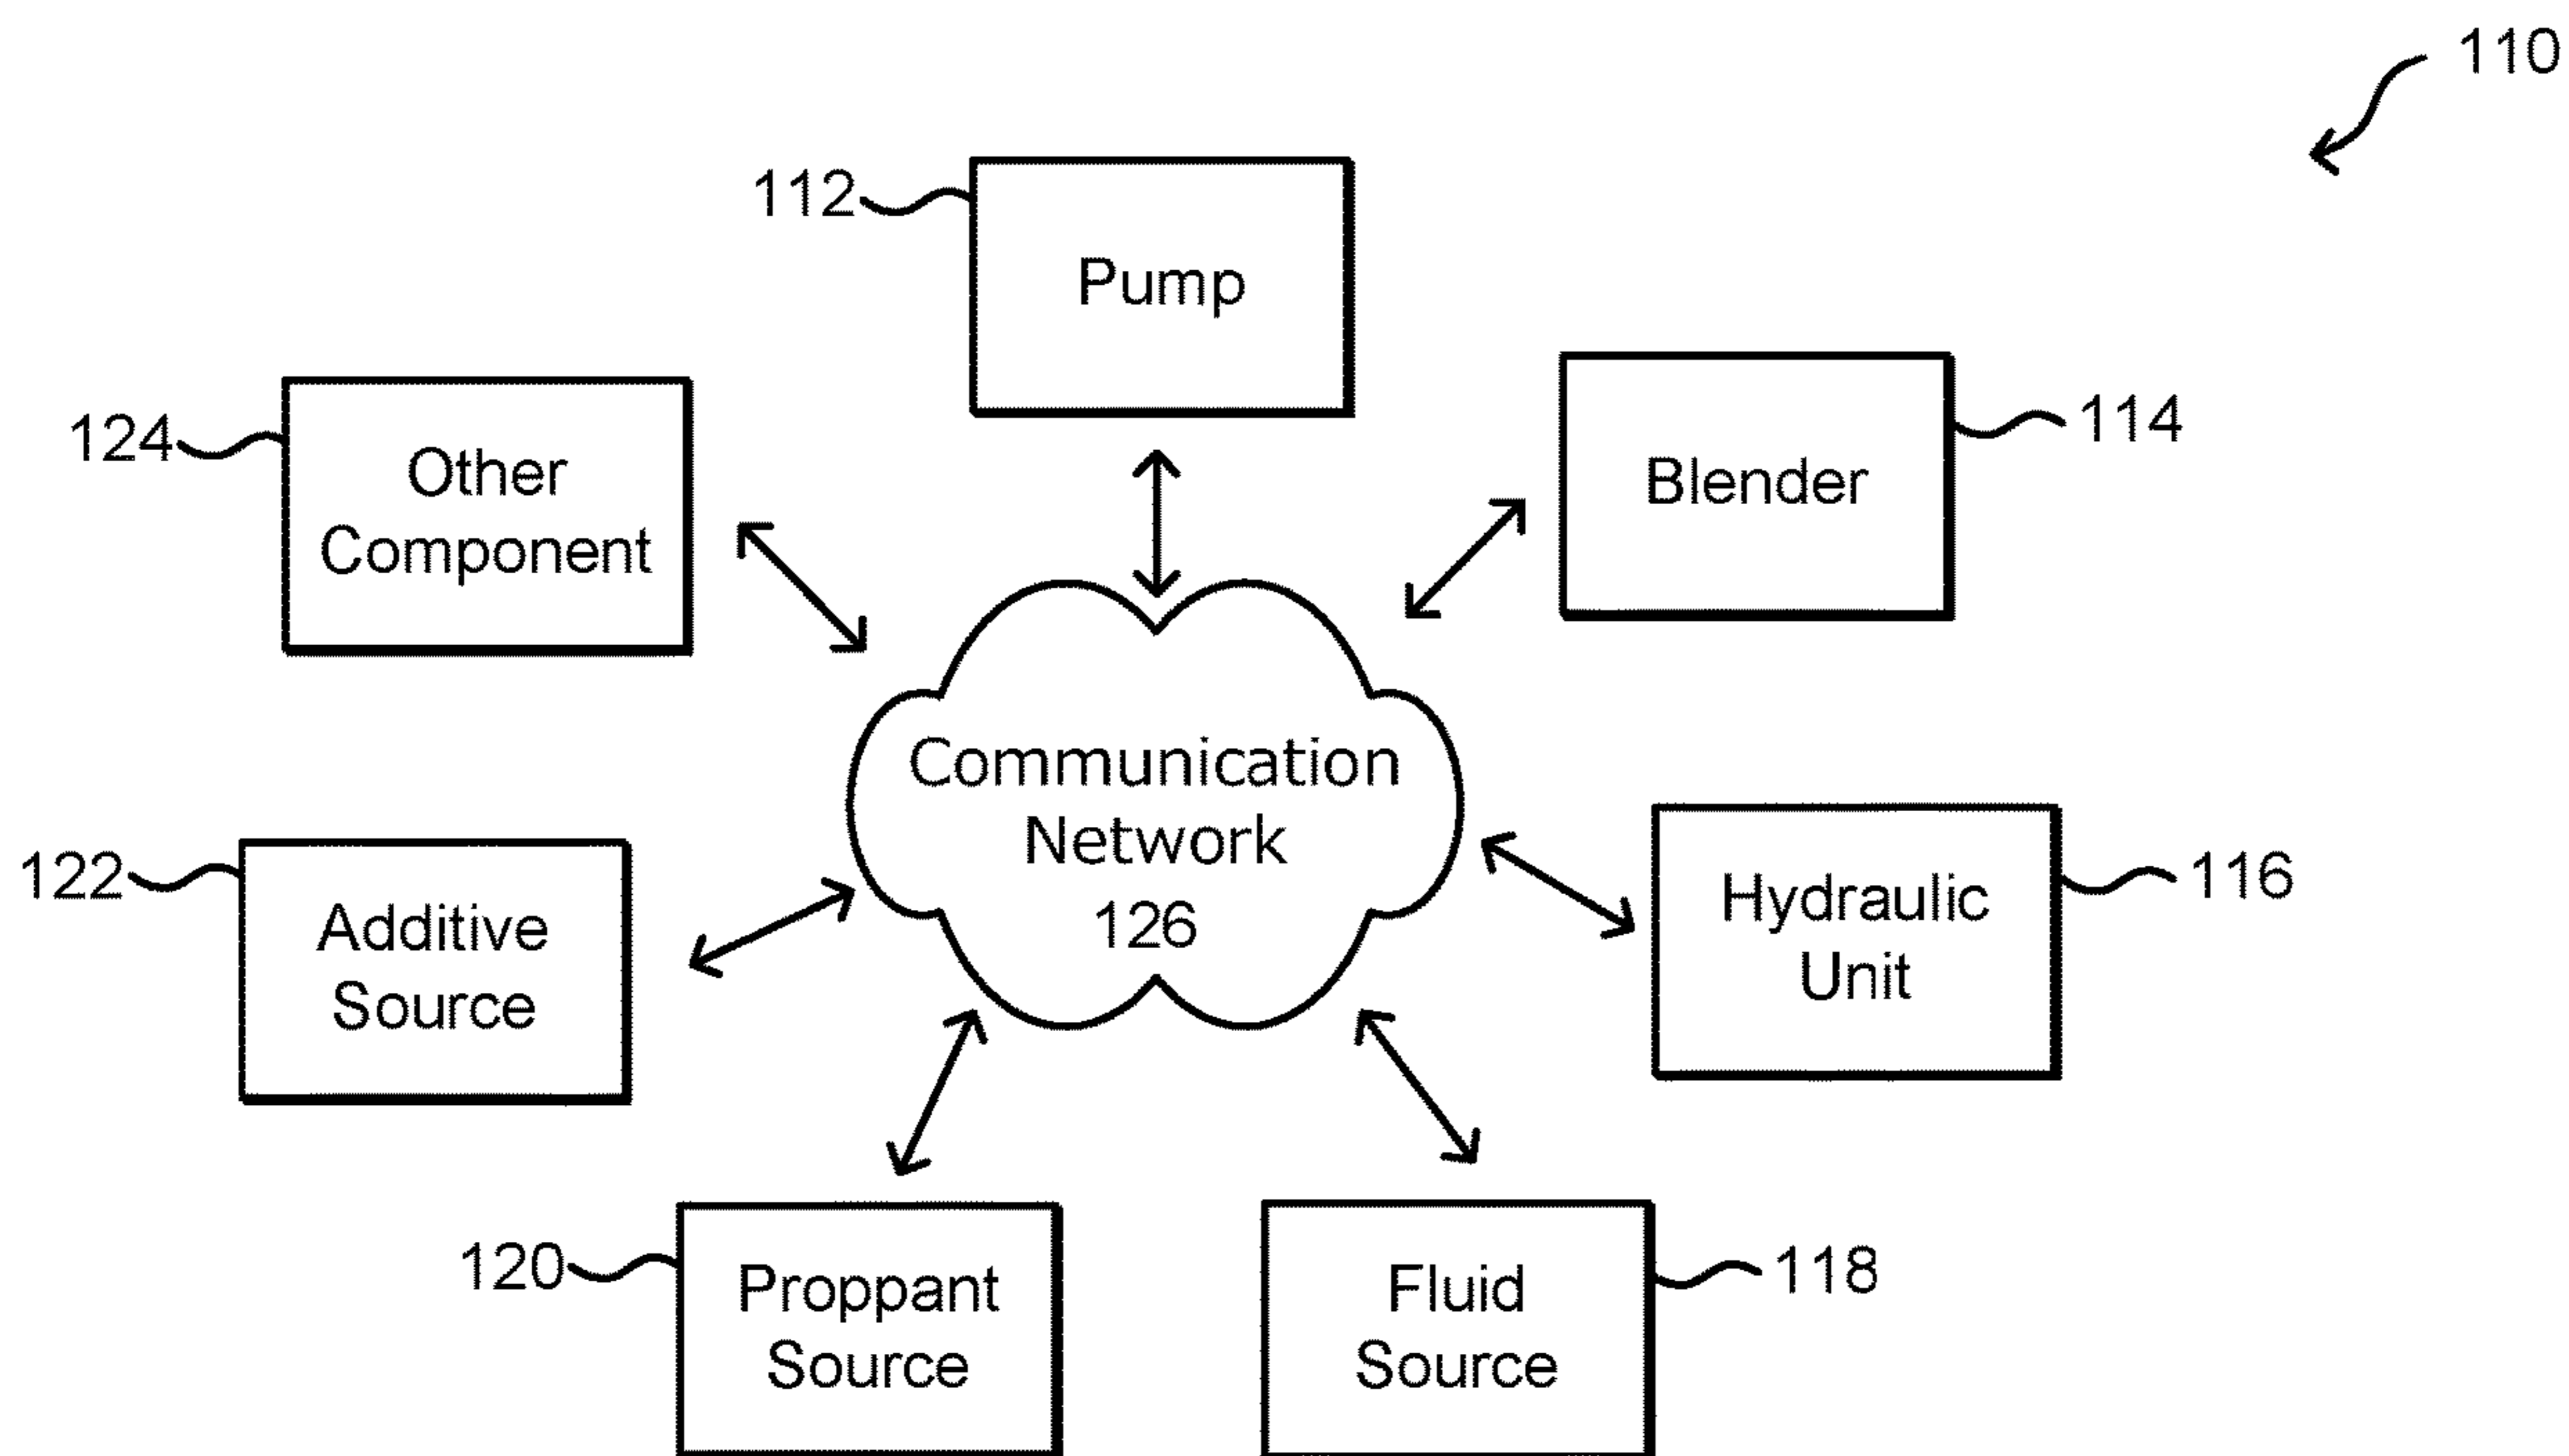 110
112
Pump
124
Other
Component
Blender
114
Communication
Network
126
122
Additive
Source
Hydraulic
Unit
116
120
Proppant
Source
Fluid
Source
118